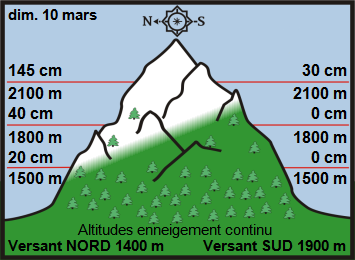 dim. 10 mars
N S
145 cm 30 cm
2100 m 2100 m
40 cm 0 cm
1800 m 1800 m
20 cm 0 cm
1500 m 1500 m
Altitudes enneigement continu
Versant NORD 1400 m Versant SUD 1900 m